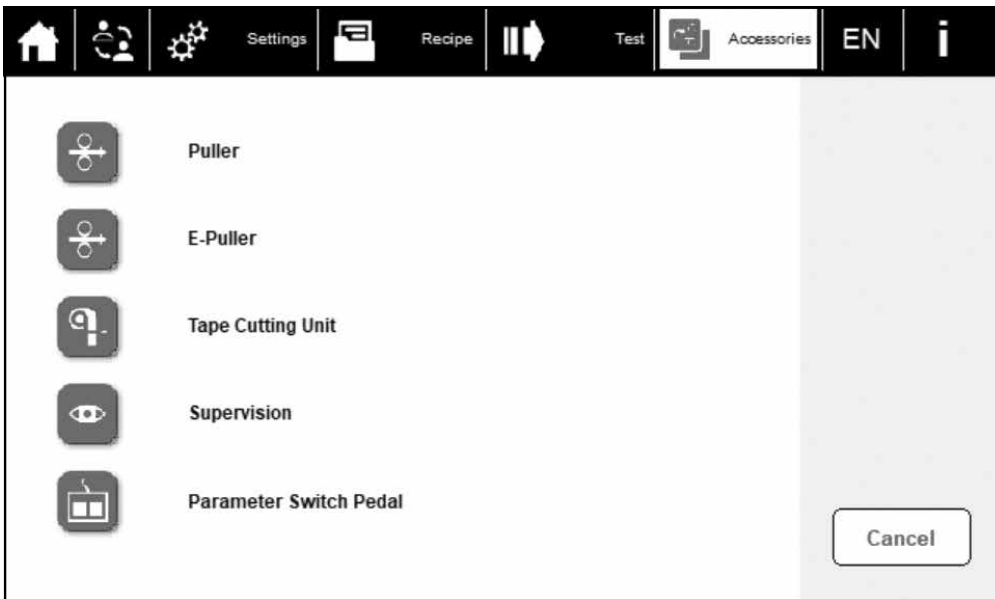 Settings
Recipe
Test
Accessories
EN
i
Puller
E-Puller
Tape Cutting Unit
Supervision
Parameter Switch Pedal
Cancel